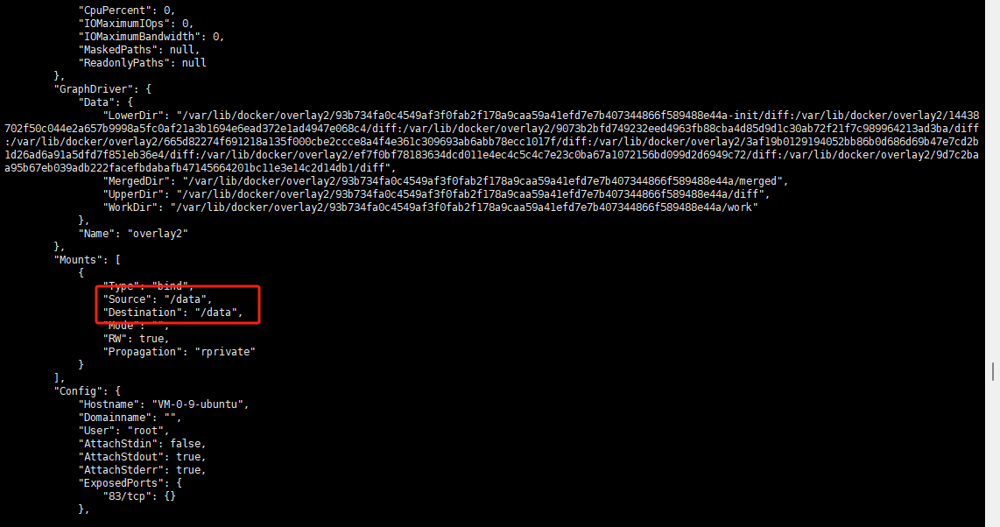 "CpuPercent": 0,
"IOMaximumIOps": 0,
"IOMaximumBandwidth": 0,
"MaskedPaths": null,
"ReadonlyPaths": null
},
"GraphDriver": {
"Data": {
"LowerDir": "/var/lib/docker/overlay2/93b734fa0c4549af3f0fab2f178a9caa59a41efd7e7b407344866f589488e44a-init/diff:/var/lib/docker/overlay2/14438
702f50c044e2a657b9998a5fc0af21a3b1694e6ead372e1ad4947e068c4/diff:/var/lib/docker/overlay2/9073b2bfd749232eed4963fb88cba4d85d9d1c30ab72f21f7c989964213ad3ba/diff
:/var/lib/docker/overlay2/665d82274f691218a135f000cbe2ccce8a4f4e361c309693ab6abb78ecc1017f/diff:/var/lib/docker/overlay2/3af19b0129194052bb86b0d686d69b47e7cd2b
1d26ad6a91a5dfd7f851eb36e4/diff:/var/lib/docker/overlay2/ef7f0bf78183634dcd011e4ec4c5c4c7e23c0ba67a1072156bd099d2d6949c72/diff:/var/lib/docker/overlay2/9d7c2ba
a95b67eb039adb222facefbdabafb47145664201bc11e3e14c2d14db1/diff",
"MergedDir": "/var/lib/docker/overlay2/93b734fa0c4549af3f0fab2f178a9caa59a41efd7e7b407344866f589488e44a/merged",
"UpperDir": "/var/lib/docker/overlay2/93b734fa0c4549af3f0fab2f178a9caa59a41efd7e7b407344866f589488e44a/diff",
"WorkDir": "/var/lib/docker/overlay2/93b734fa0c4549af3f0fab2f178a9caa59a41efd7e7b407344866f589488e44a/work"
},
"Name": "overlay2"
},
"Mounts": [
{
"Type": "bind",
"Source": "/data",
"Destination": "/data",
"Mode": "",
"RW": true,
"Propagation": "rprivate"
}
],
"Config": {
"Hostname": "VM-0-9-ubuntu",
"Domainname": "",
"User": "root",
"AttachStdin": false,
"AttachStdout": true,
"AttachStderr": true,
"ExposedPorts": {
"83/tcp": {}
},